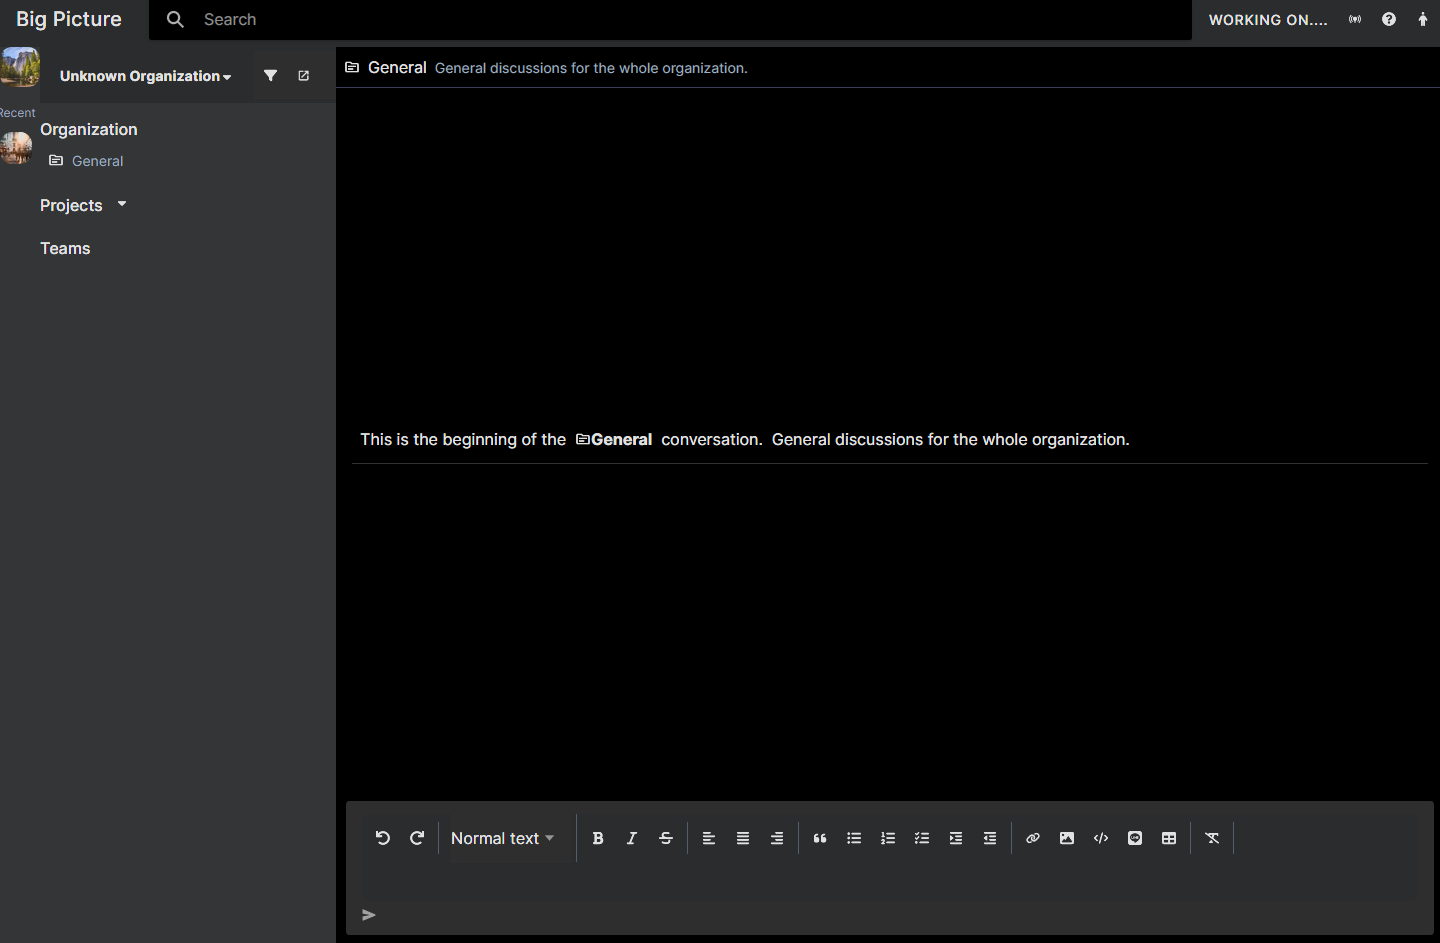 Big Picture
Search
WORKING ON....
Unknown Organization
General General discussions for the whole organization.
Recent
Organization
General
Projects
Teams
This is the beginning of the General conversation. General discussions for the whole organization.
Normal text